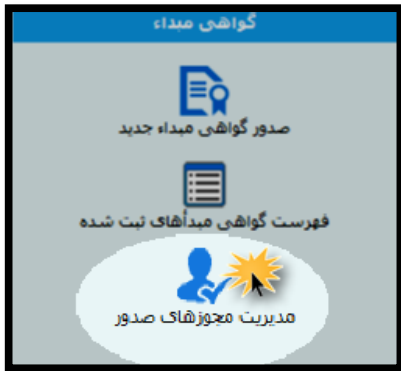 گواهی مبداء
صدور گواهی مبداء جدید
فهرست گواهی مبدأهای ثبت شده
مدیریت مجوزهای صدور